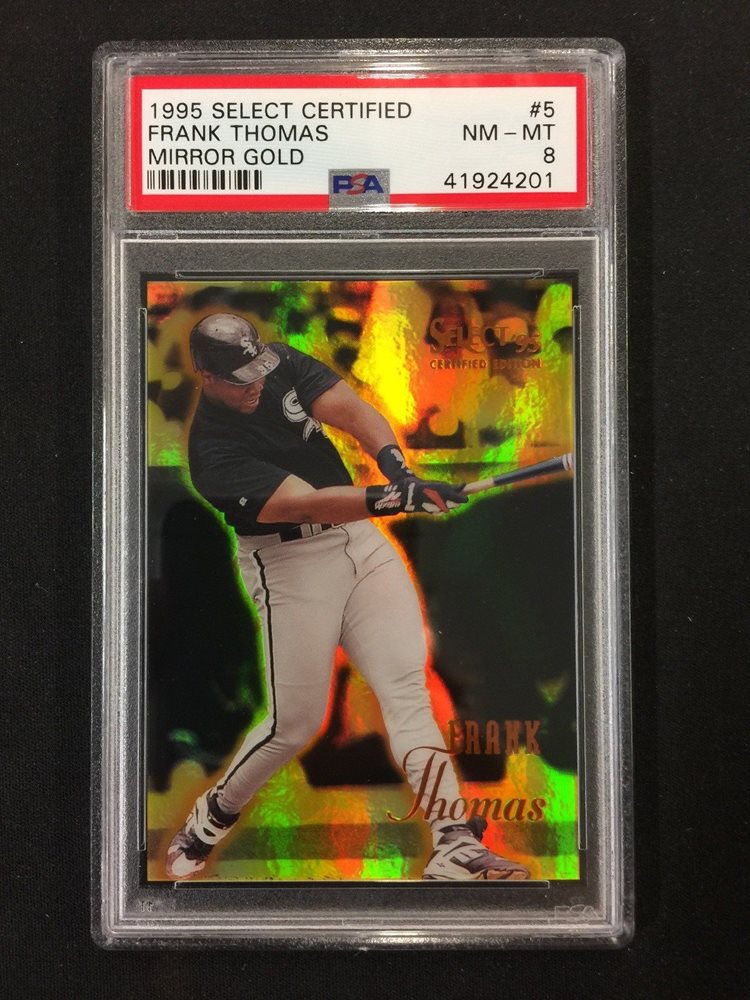 1995 SELECT CERTIFIED #5
FRANK THOMAS NM - MT
MIRROR GOLD 8
PSA 41924201
SELECT '95
CERTIFIED EDITION
FRANK
Thomas
PSA